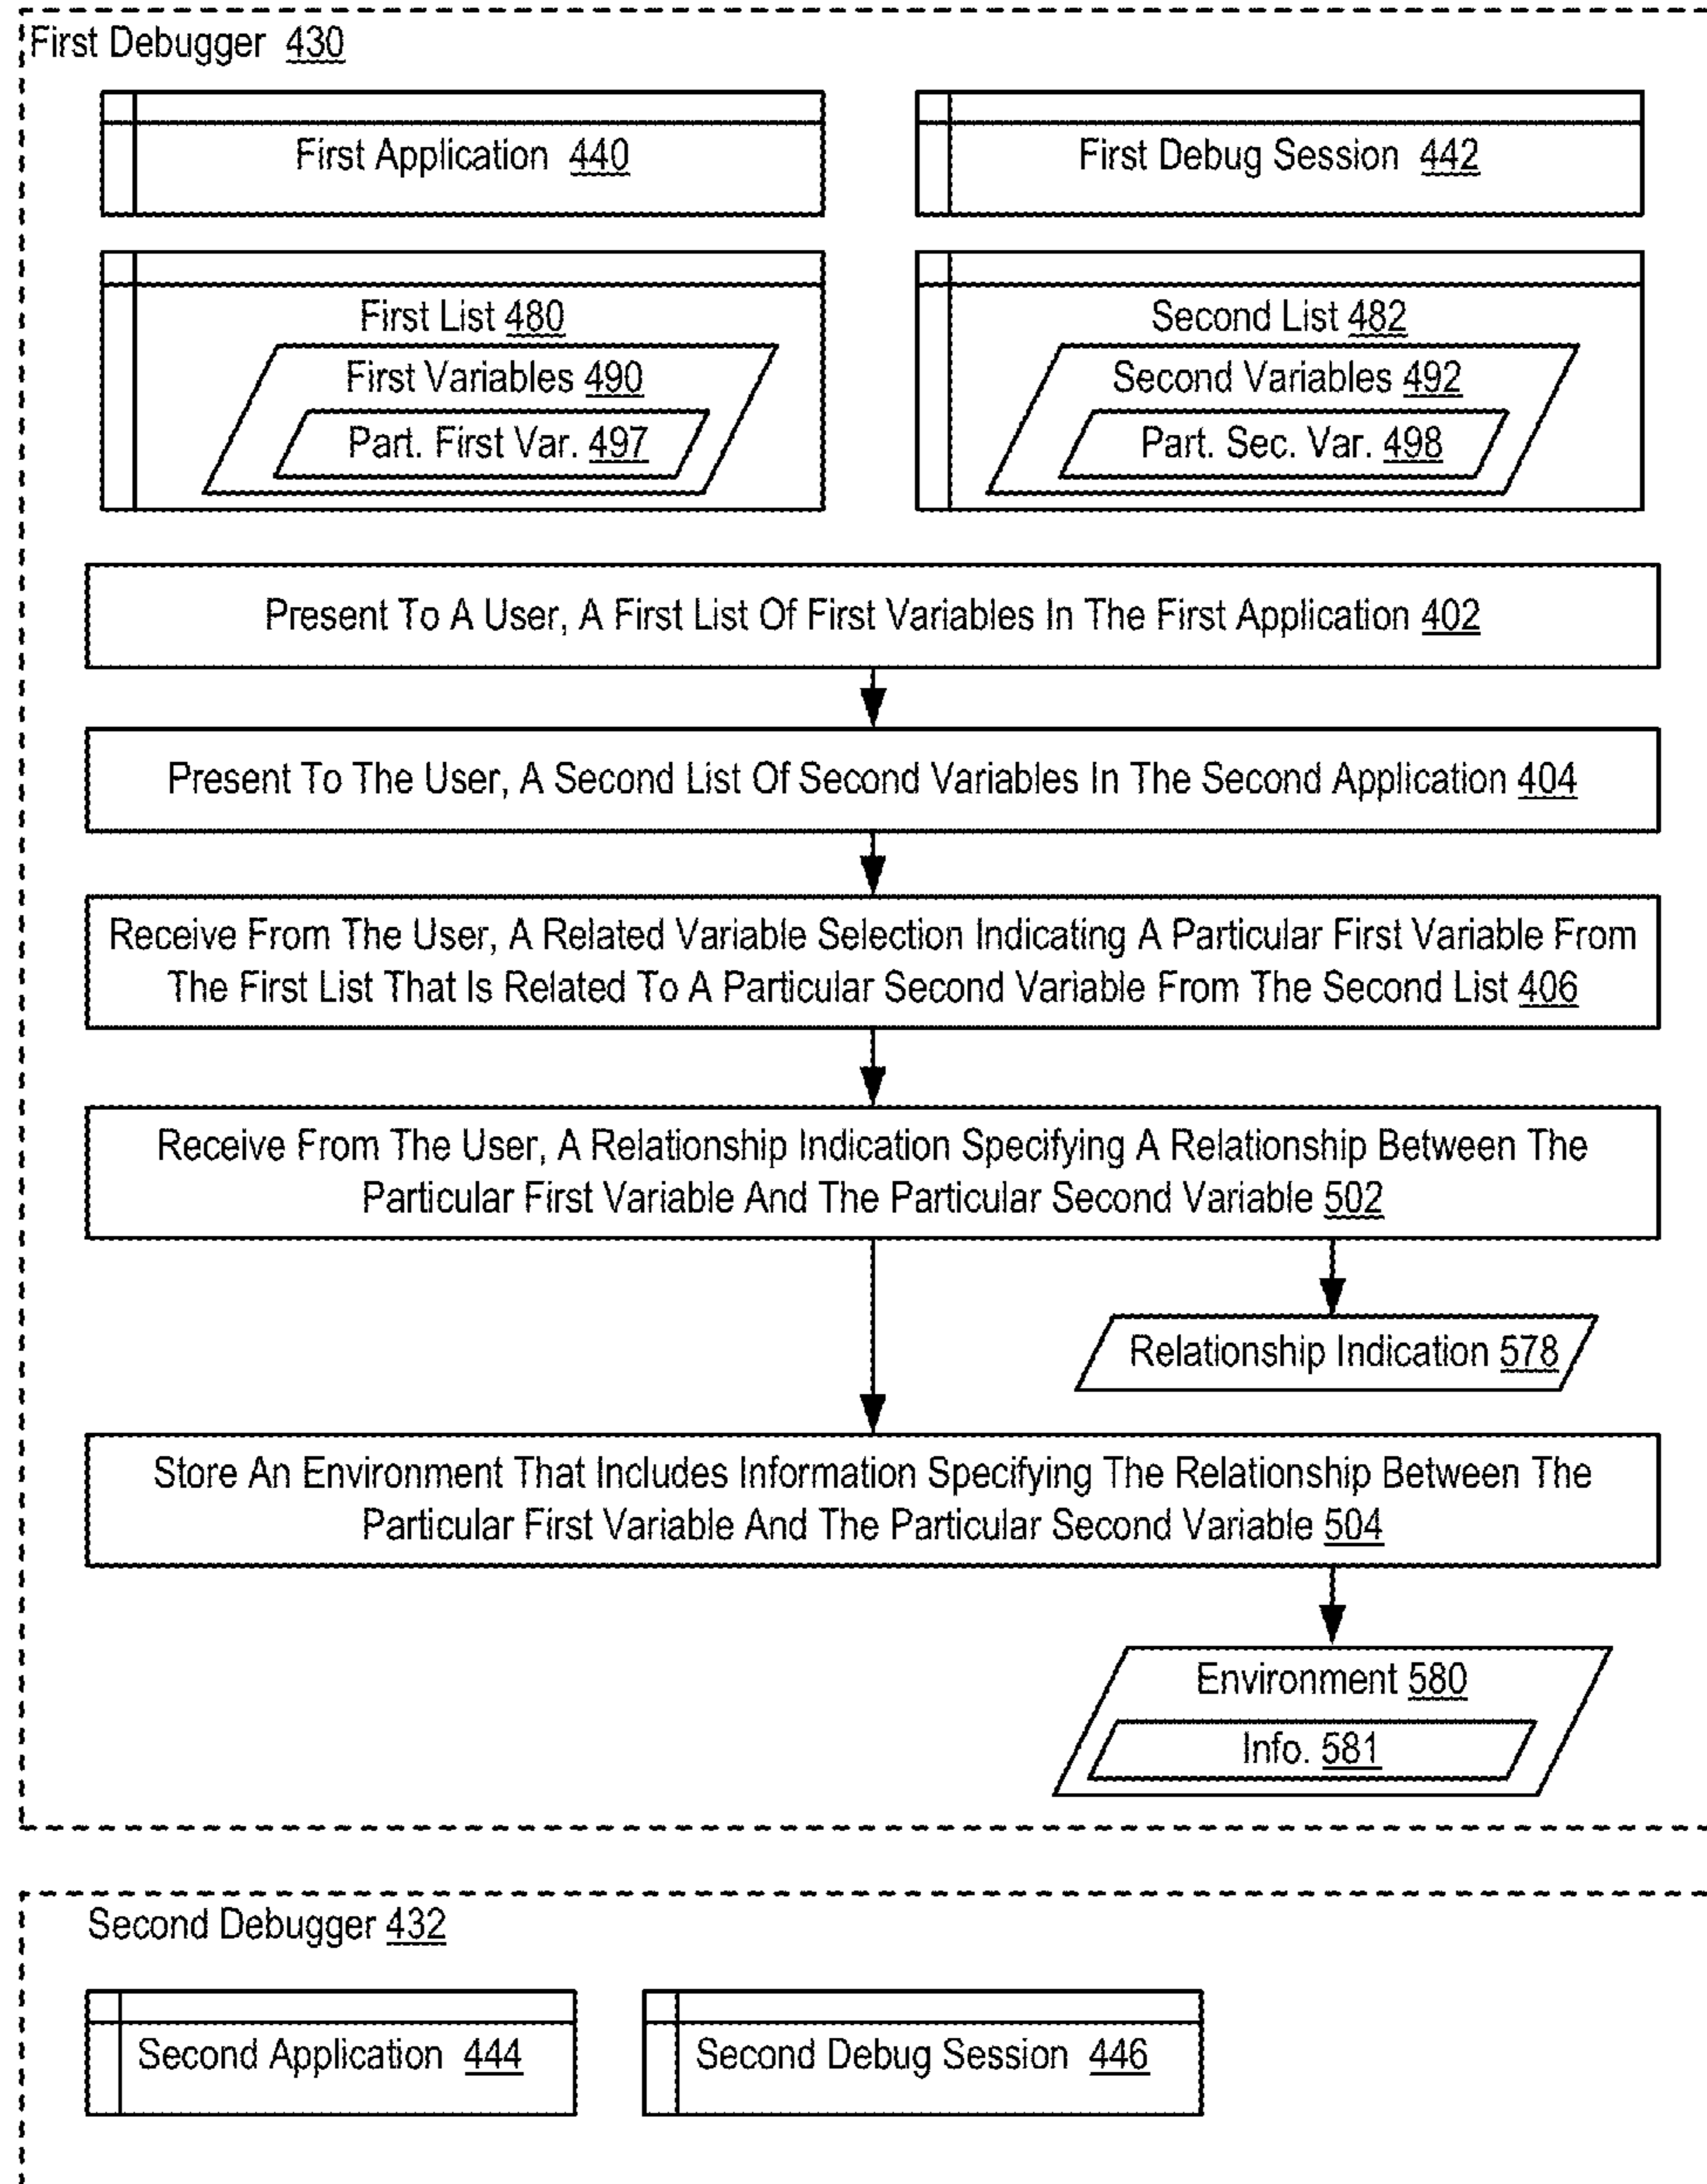 First Debugger 430
First Application 440
First Debug Session 442
First List 480
First Variables 490
Part. First Var. 497
Second List 482
Second Variables 492
Part. Sec. Var. 498
Present To A User, A First List Of First Variables In The First Application 402
Present To The User, A Second List Of Second Variables In The Second Application 404
Receive From The User, A Related Variable Selection Indicating A Particular First Variable From
The First List That Is Related To A Particular Second Variable From The Second List 406
Receive From The User, A Relationship Indication Specifying A Relationship Between The
Particular First Variable And The Particular Second Variable 502
Relationship Indication 578
Store An Environment That Includes Information Specifying The Relationship Between The
Particular First Variable And The Particular Second Variable 504
Environment 580
Info. 581
Second Debugger 432
Second Application 444
Second Debug Session 446